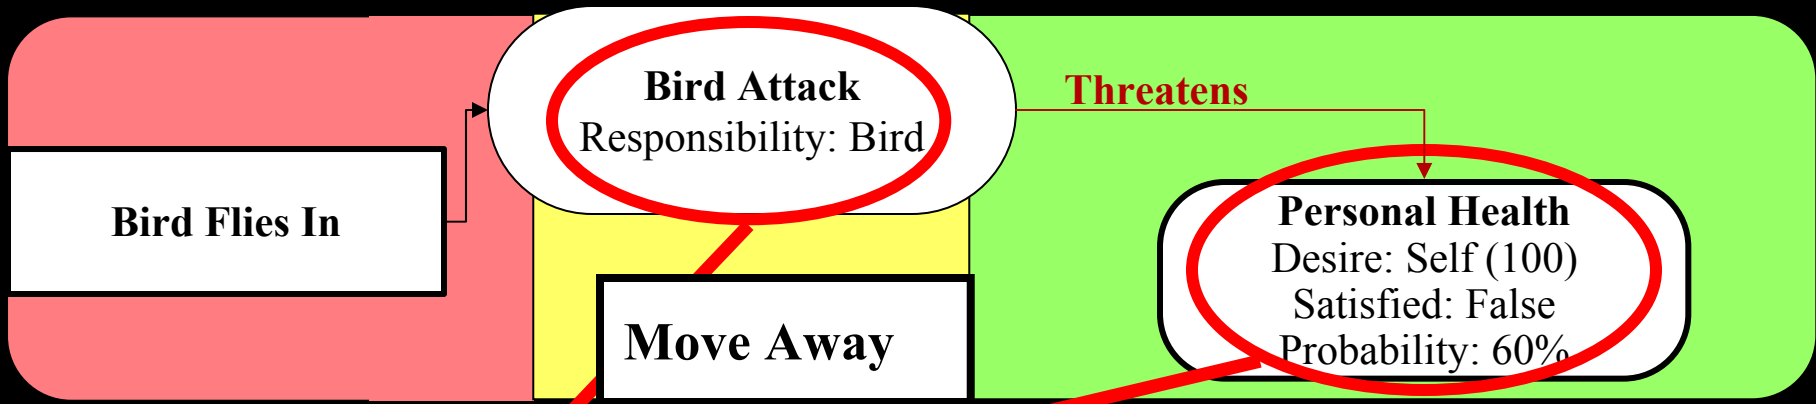 Bird Flies In
Bird Attack
Responsibility: Bird
Threatens
Move Away
Personal Health
Desire: Self (100)
Satisfied: False
Probability: 60%